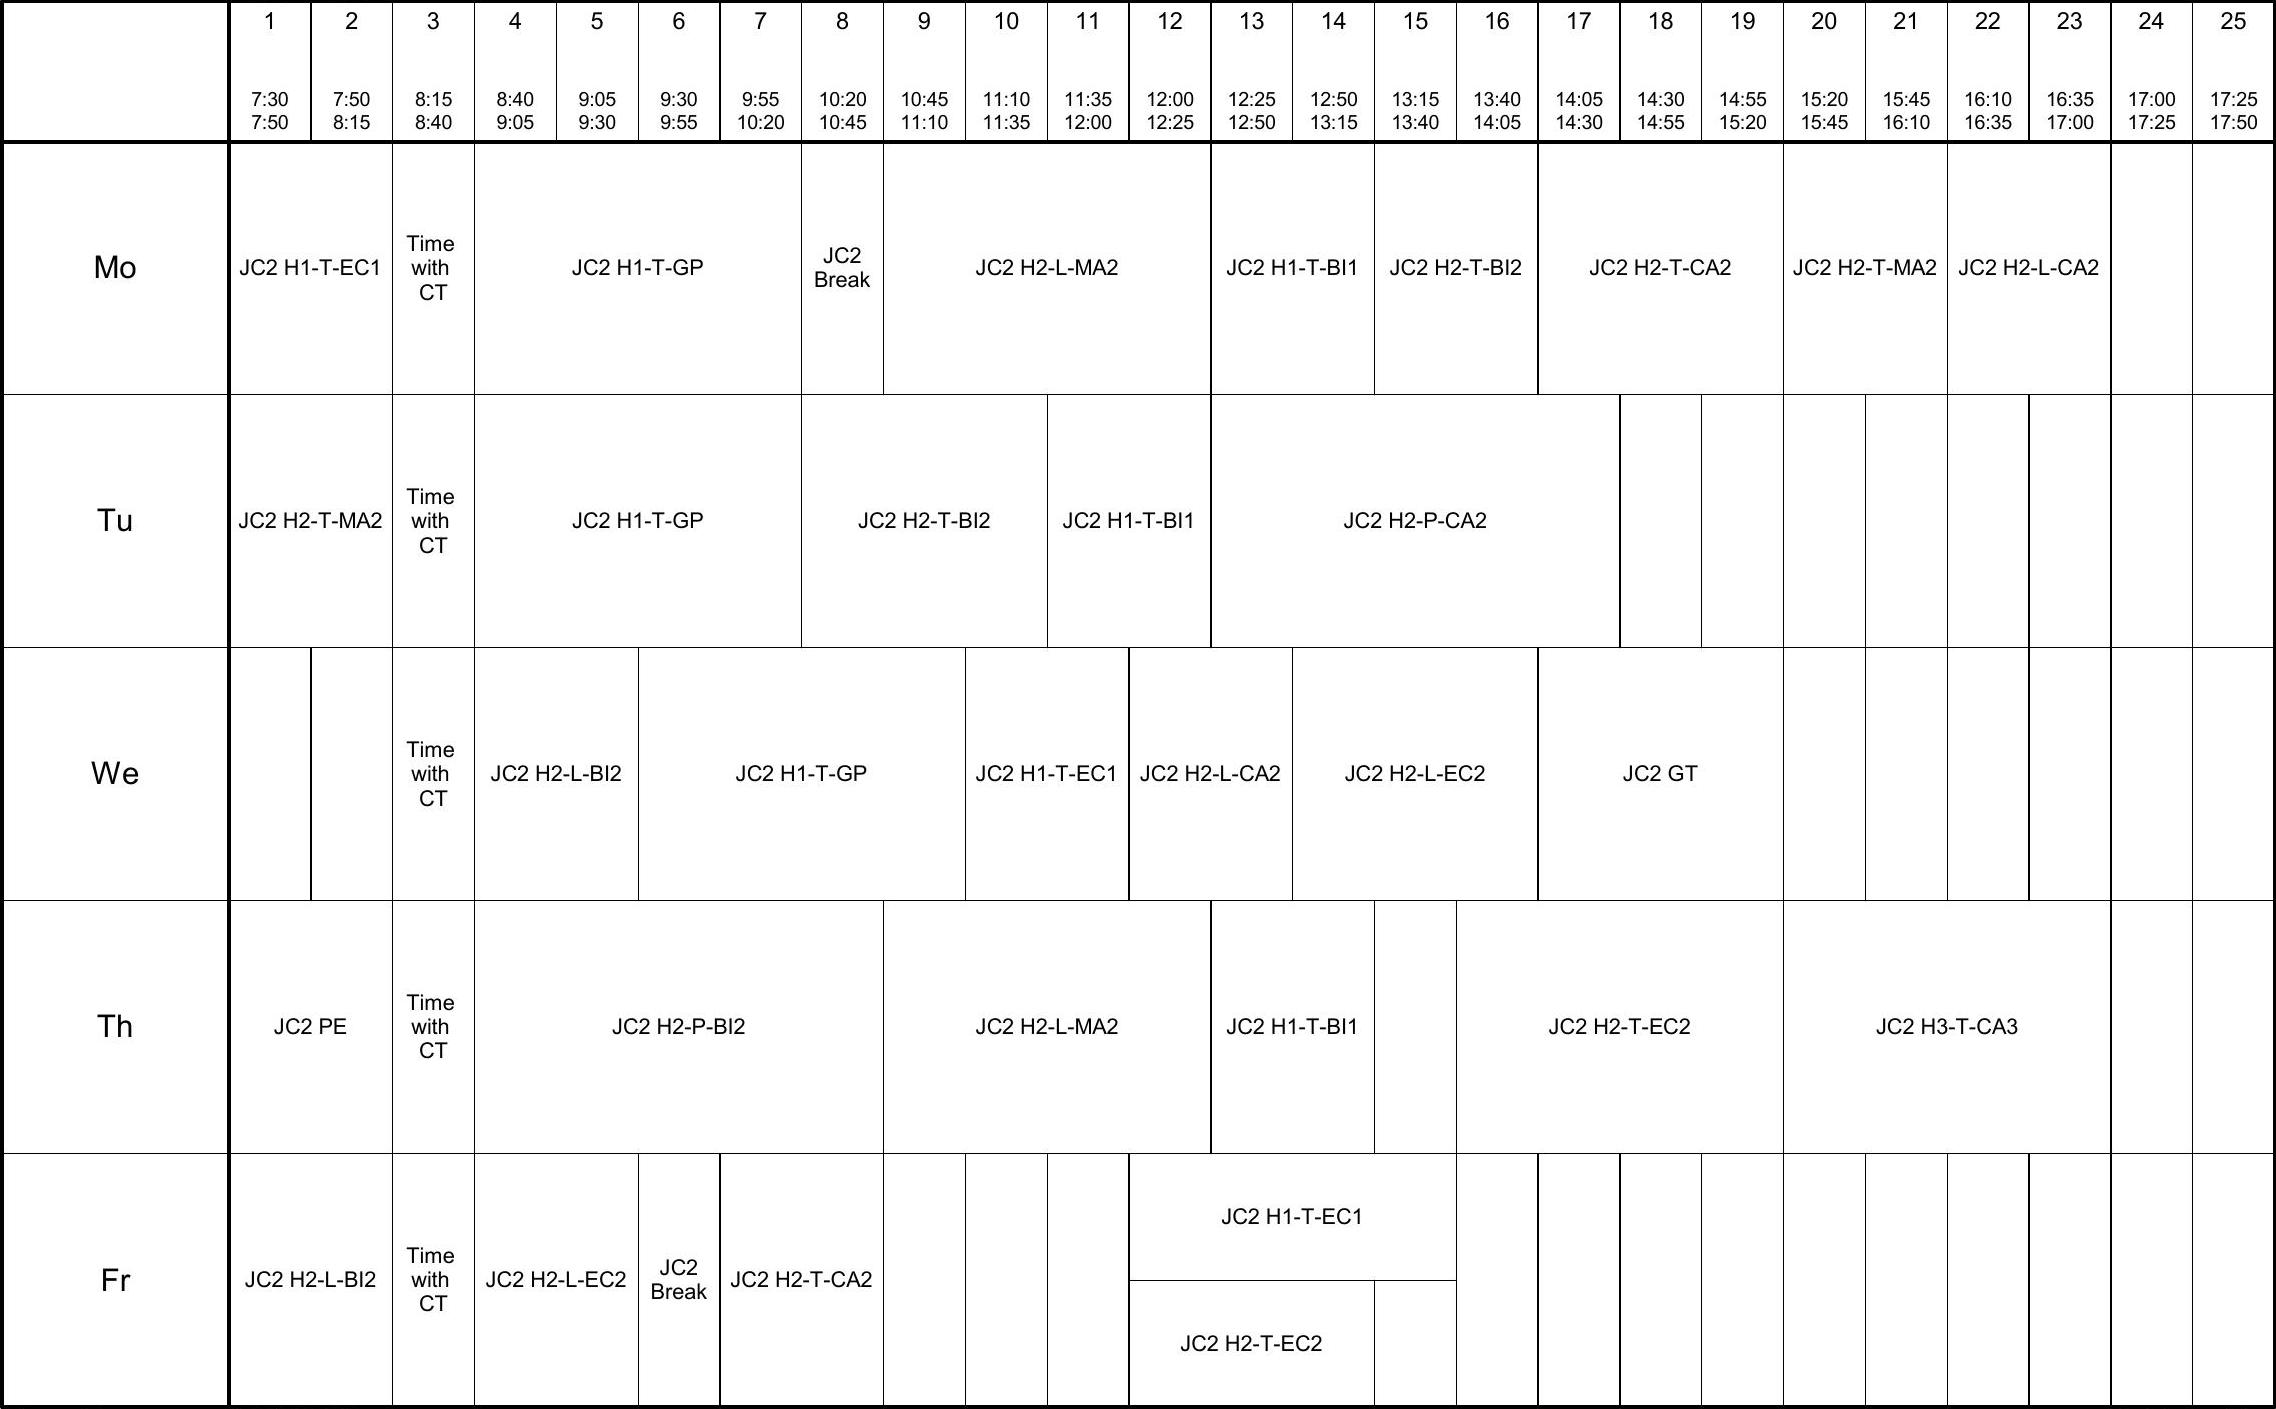 1 2 3 4 5 6 7 8 9 10 11 12 13 14 15 16 17 18 19 20 21 22 23 24 25
7:30 7:50 8:15 8:40 9:05 9:30 9:55 10:20 10:45 11:10 11:35 12:00 12:25 12:50 13:15 13:40 14:05 14:30 14:55 15:20 15:45 16:10 16:35 17:00 17:25
7:50 8:15 8:40 9:05 9:30 9:55 10:20 10:45 11:10 11:35 12:00 12:25 12:50 13:15 13:40 14:05 14:30 14:55 15:20 15:45 16:10 16:35 17:00 17:25 17:50
Mo
JC2 H1-T-EC1
Time
with
CT
JC2 H1-T-GP
JC2
Break
JC2 H2-L-MA2
JC2 H1-T-BI1
JC2 H2-T-BI2
JC2 H2-T-CA2
JC2 H2-T-MA2
JC2 H2-L-CA2
Tu
JC2 H2-T-MA2
Time
with
CT
JC2 H1-T-GP
JC2 H2-T-BI2
JC2 H1-T-BI1
JC2 H2-P-CA2
We
Time
with
CT
JC2 H2-L-BI2
JC2 H1-T-GP
JC2 H1-T-EC1
JC2 H2-L-CA2
JC2 H2-L-EC2
JC2 GT
Th
JC2 PE
Time
with
CT
JC2 H2-P-BI2
JC2 H2-L-MA2
JC2 H1-T-BI1
JC2 H2-T-EC2
JC2 H3-T-CA3
Fr
JC2 H2-L-BI2
Time
with
CT
JC2 H2-L-EC2
JC2
Break
JC2 H2-T-CA2
JC2 H1-T-EC1
JC2 H2-T-EC2